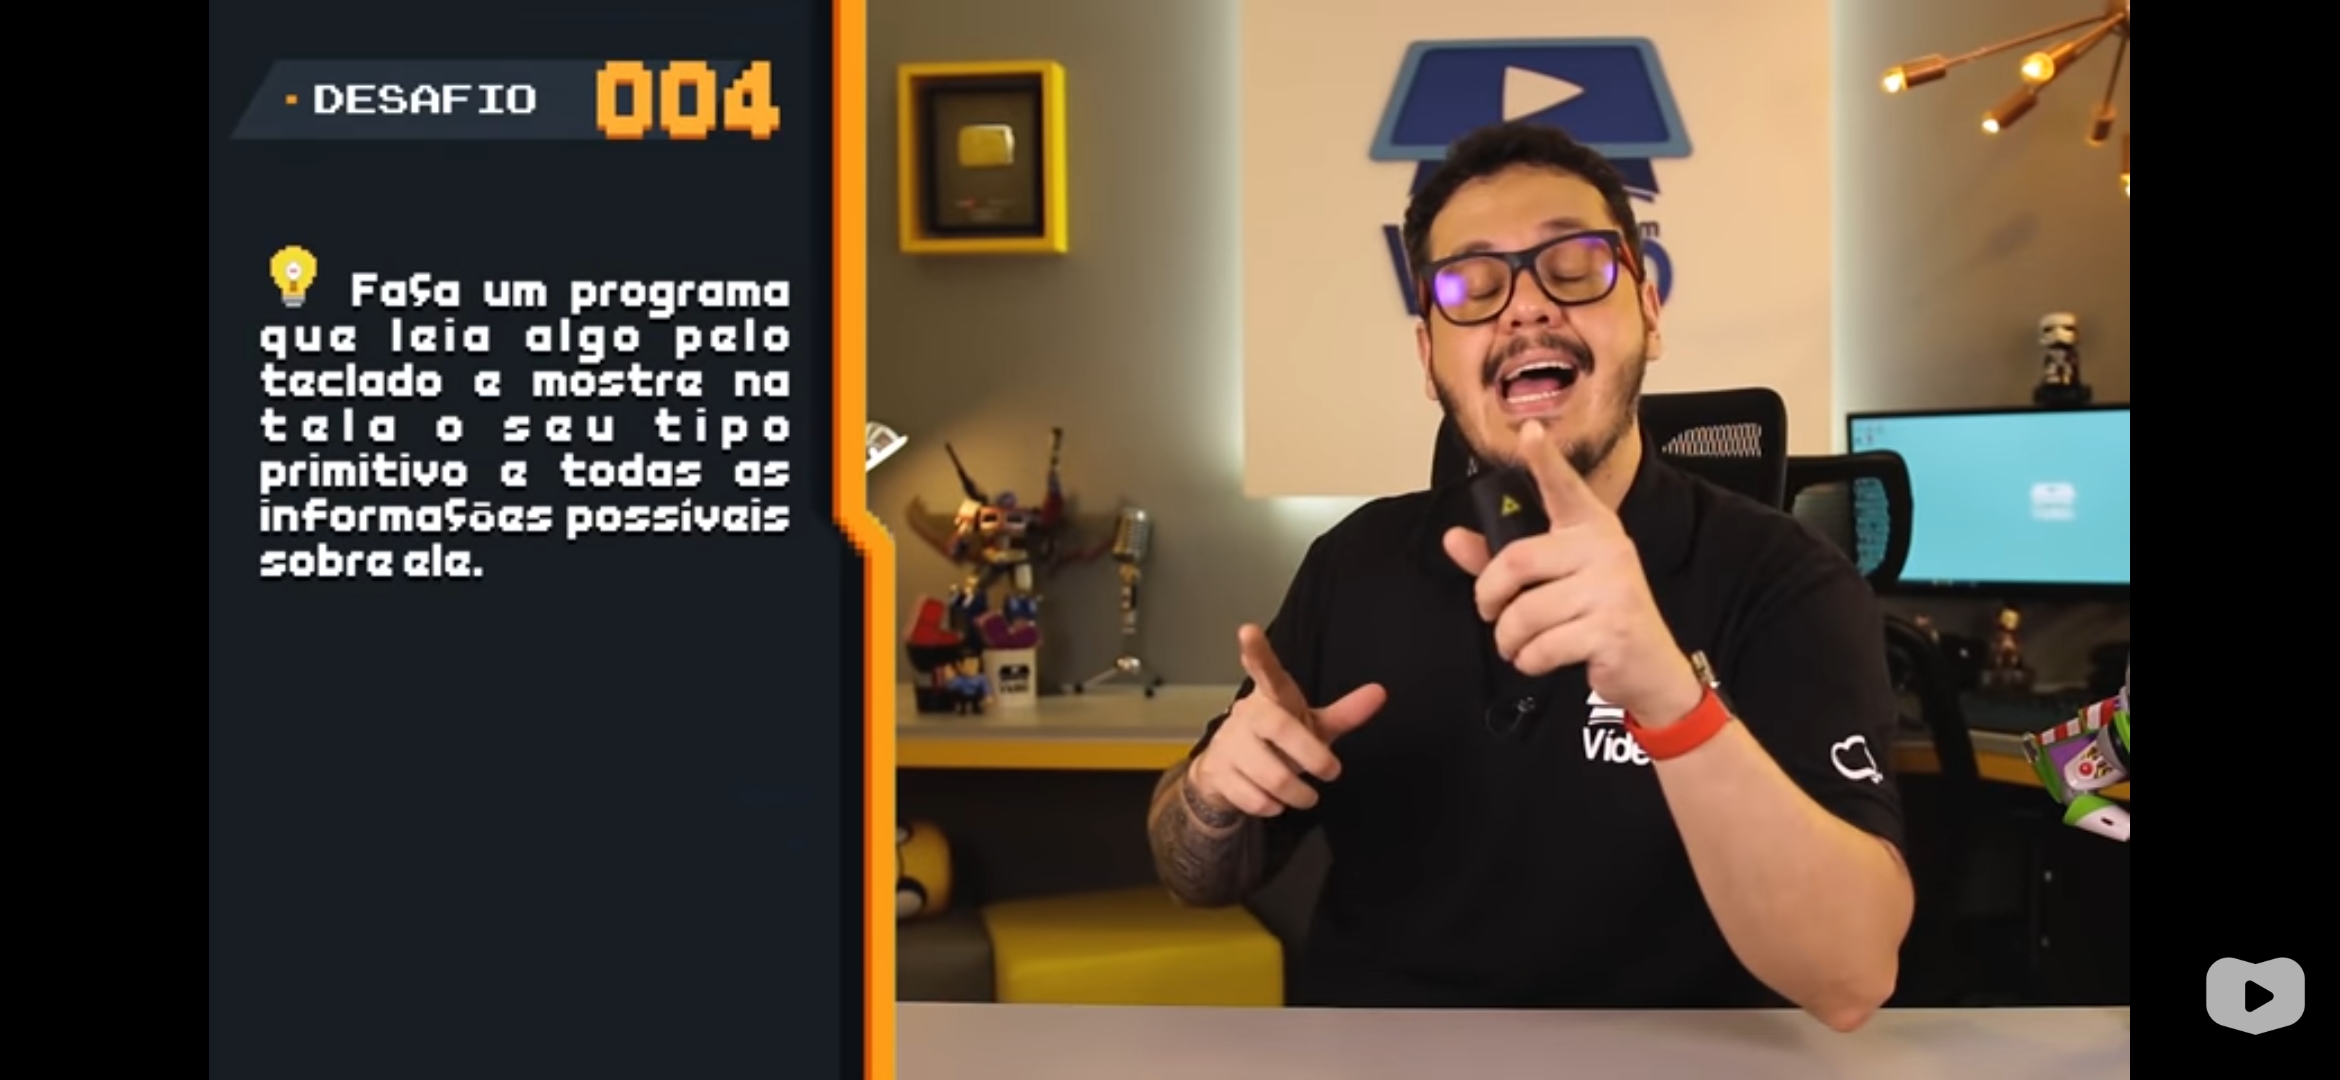 DESAFIO 004
Faça um programa
que leia algo pelo
teclado e mostre na
tela o seu tipo
primitivo e todas as
informações possíveis
sobre ele.